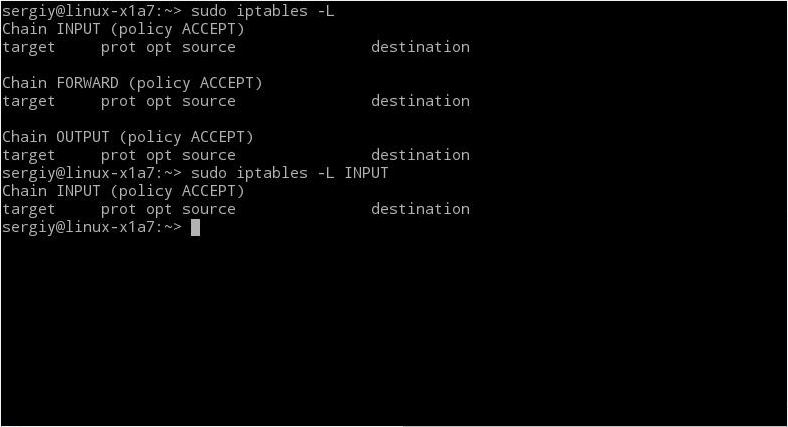 sergiy@linux-x1a7:~> sudo iptables -L
Chain INPUT (policy ACCEPT)
target     prot opt source               destination

Chain FORWARD (policy ACCEPT)
target     prot opt source               destination

Chain OUTPUT (policy ACCEPT)
target     prot opt source               destination
sergiy@linux-x1a7:~> sudo iptables -L INPUT
Chain INPUT (policy ACCEPT)
target     prot opt source               destination
sergiy@linux-x1a7:~>